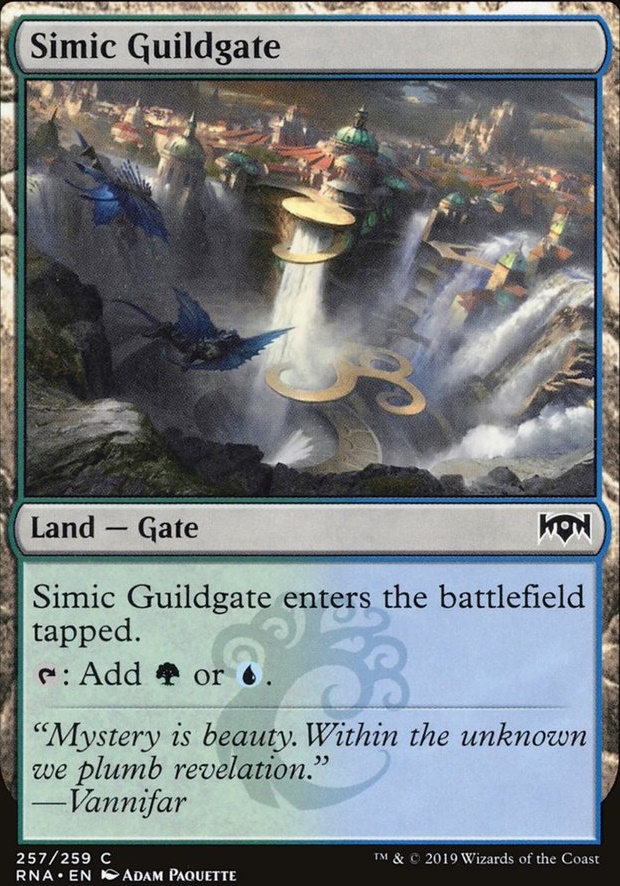 Simic Guildgate
Land — Gate
Simic Guildgate enters the battlefield
tapped.
: Add or .
“Mystery is beauty. Within the unknown
we plumb revelation.”
—Vannifar
257/259 C
RNA • EN Adam Paquette
™ & © 2019 Wizards of the Coast